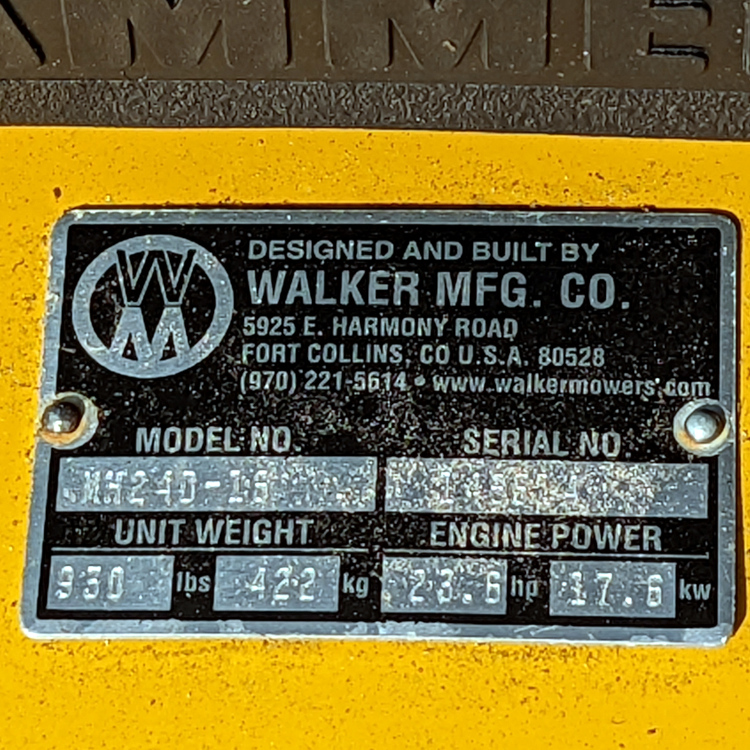 AMME
DESIGNED AND BUILT BY
WALKER MFG. CO.
5925 E. HARMONY ROAD
FORT COLLINS, CO U.S.A. 80528
(970) 221-5614 • www.walkermowers.com
MODEL NO. SERIAL NO.
UNIT WEIGHT ENGINE POWER
930 lbs 422 kg 23.6 hp 17.6 kw